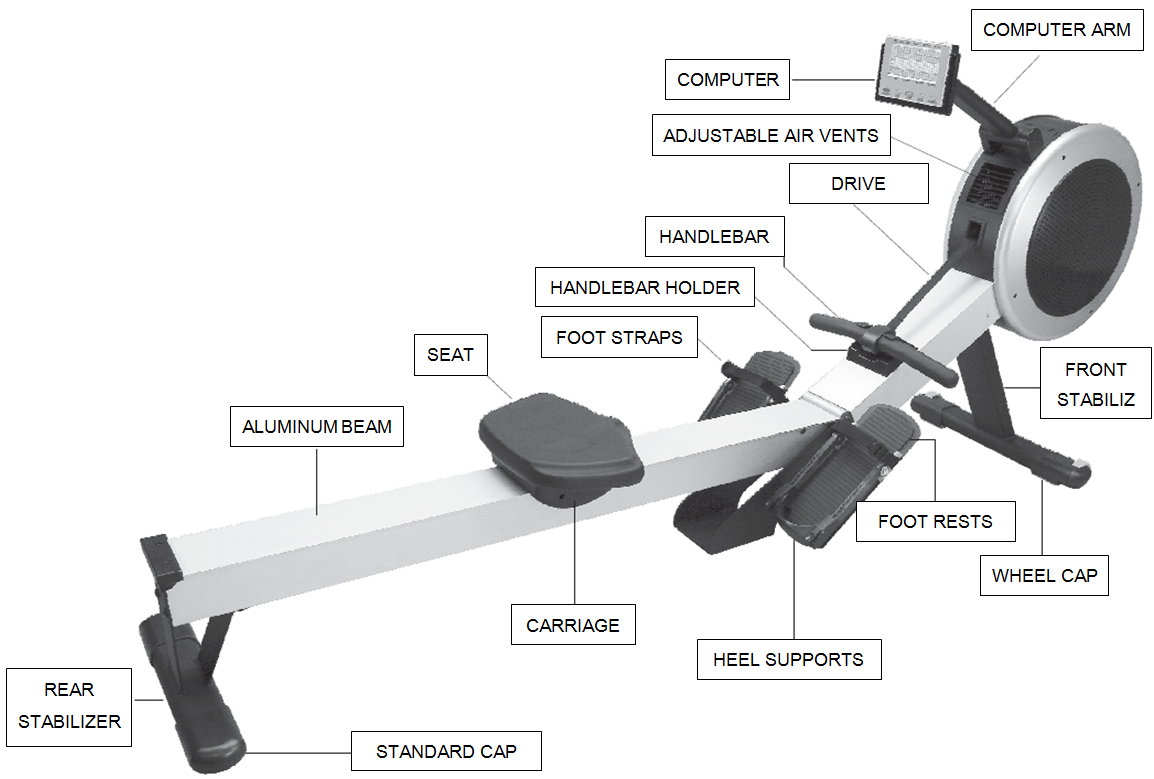 COMPUTER ARM
COMPUTER
ADJUSTABLE AIR VENTS
DRIVE
HANDLEBAR
HANDLEBAR HOLDER
FOOT STRAPS
SEAT
FRONT
STABILIZ
ALUMINUM BEAM
FOOT RESTS
WHEEL CAP
CARRIAGE
HEEL SUPPORTS
REAR
STABILIZER
STANDARD CAP